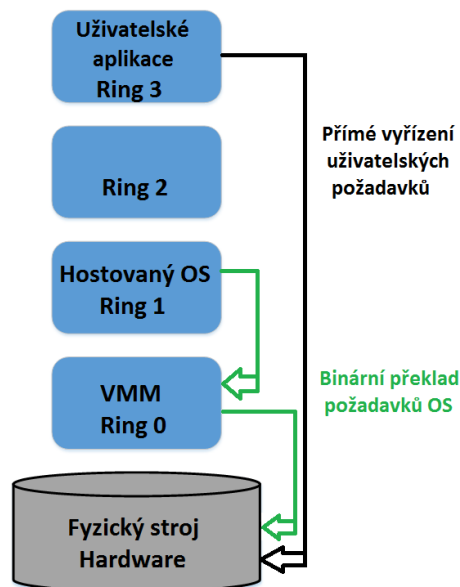 Uživatelské
aplikace
Ring 3
Přímé vyřízení
uživatelských
požadavků
Ring 2
Hostovaný OS
Ring 1
VMM
Ring 0
Binární překlad
požadavků OS
Fyzický stroj
Hardware